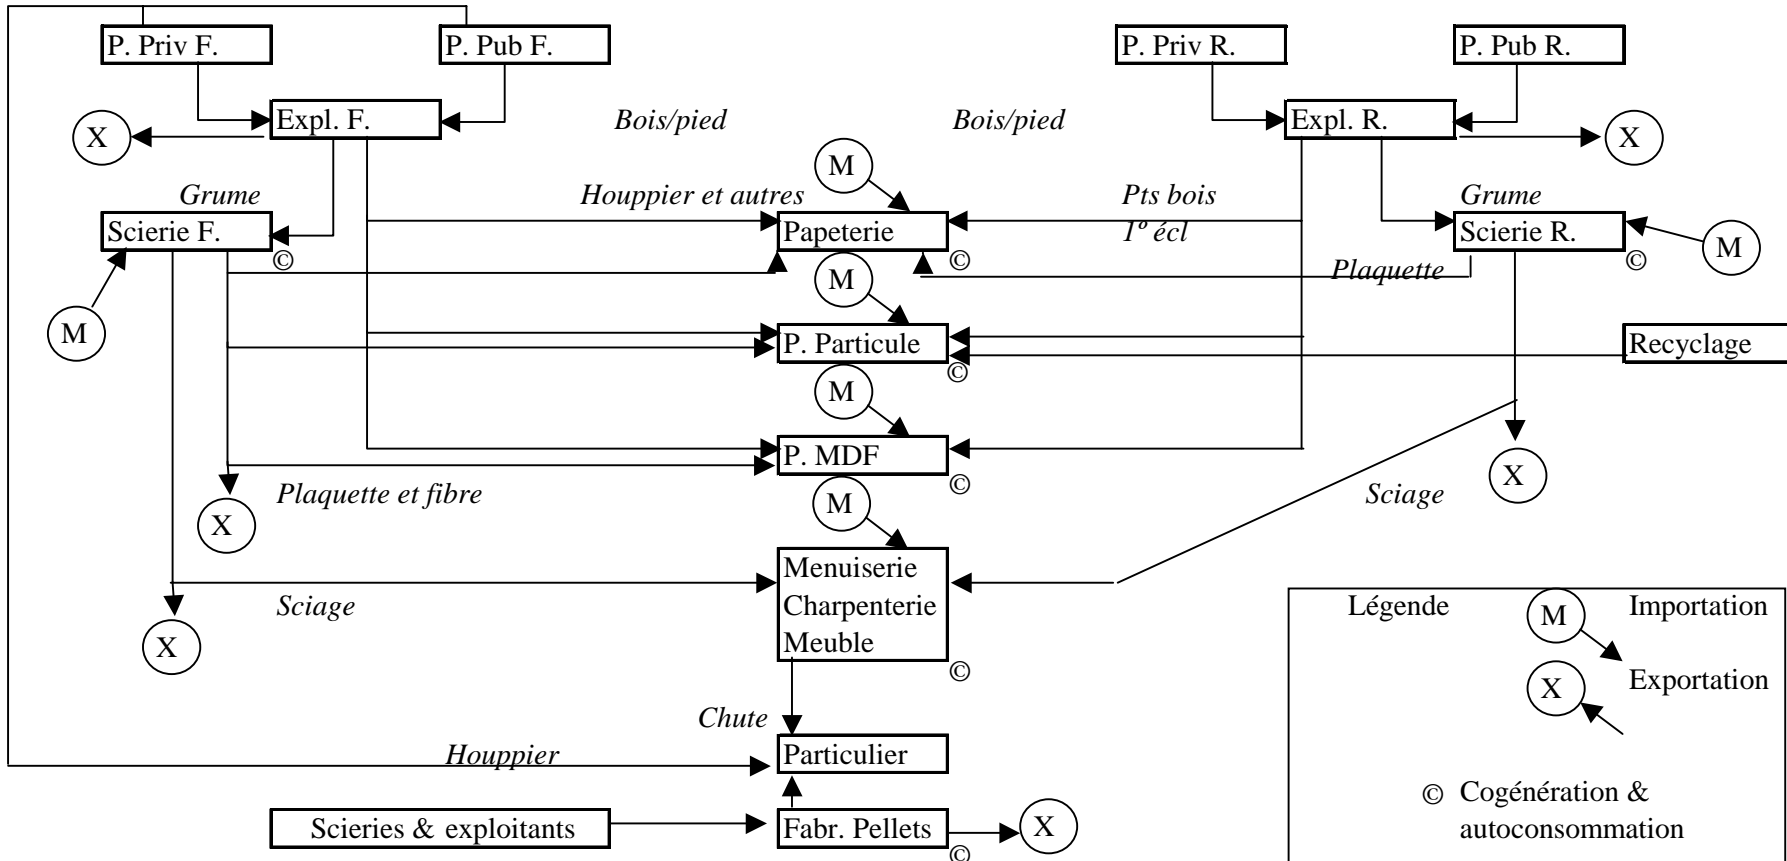 P. Priv F.
P. Pub F.
P. Priv R.
P. Pub R.
Expl. F.
Bois/pied
Bois/pied
Expl. R.
X
X
M
Grume
Houppier et autres
Pts bois
Grume
Scierie F.
Papeterie
1º écl
Scierie R.
M
©
©
©
Plaquette
M
M
P. Particule
Recyclage
©
M
P. MDF
Plaquette et fibre
©
X
Sciage
X
M
Menuiserie
Charpenterie
Meuble
©
Sciage
X
Légende
M
Importation
X
Exportation
© Cogénération &
autoconsommation
Chute
Houppier
Particulier
Scieries & exploitants
Fabr. Pellets
X
©